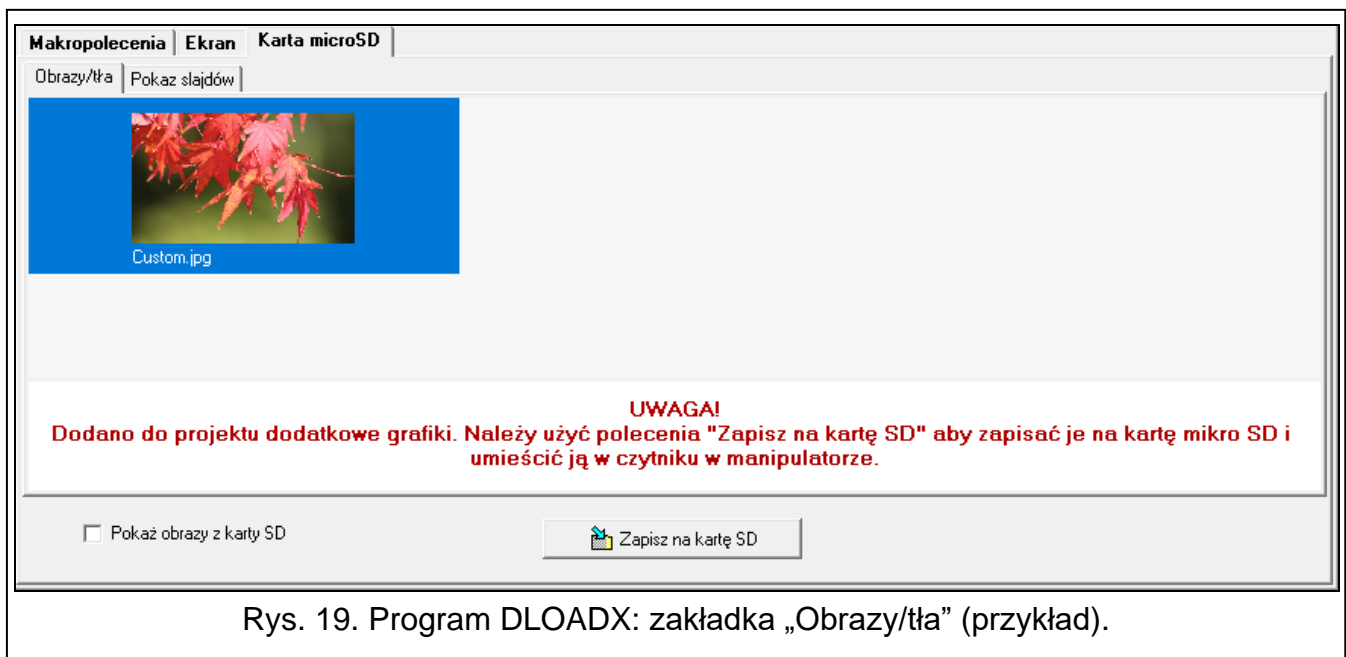 Makropolecenia Ekran Karta microSD
Obrazy/tła Pokaz slajdów
Custom.jpg
UWAGA!
Dodano do projektu dodatkowe grafiki. Należy użyć polecenia "Zapisz na kartę SD" aby zapisać je na kartę mikro SD i
umieścić ją w czytniku w manipulatorze.
Pokaż obrazy z karty SD Zapisz na kartę SD
Rys. 19. Program DLOADX: zakładka „Obrazy/tła” (przykład).